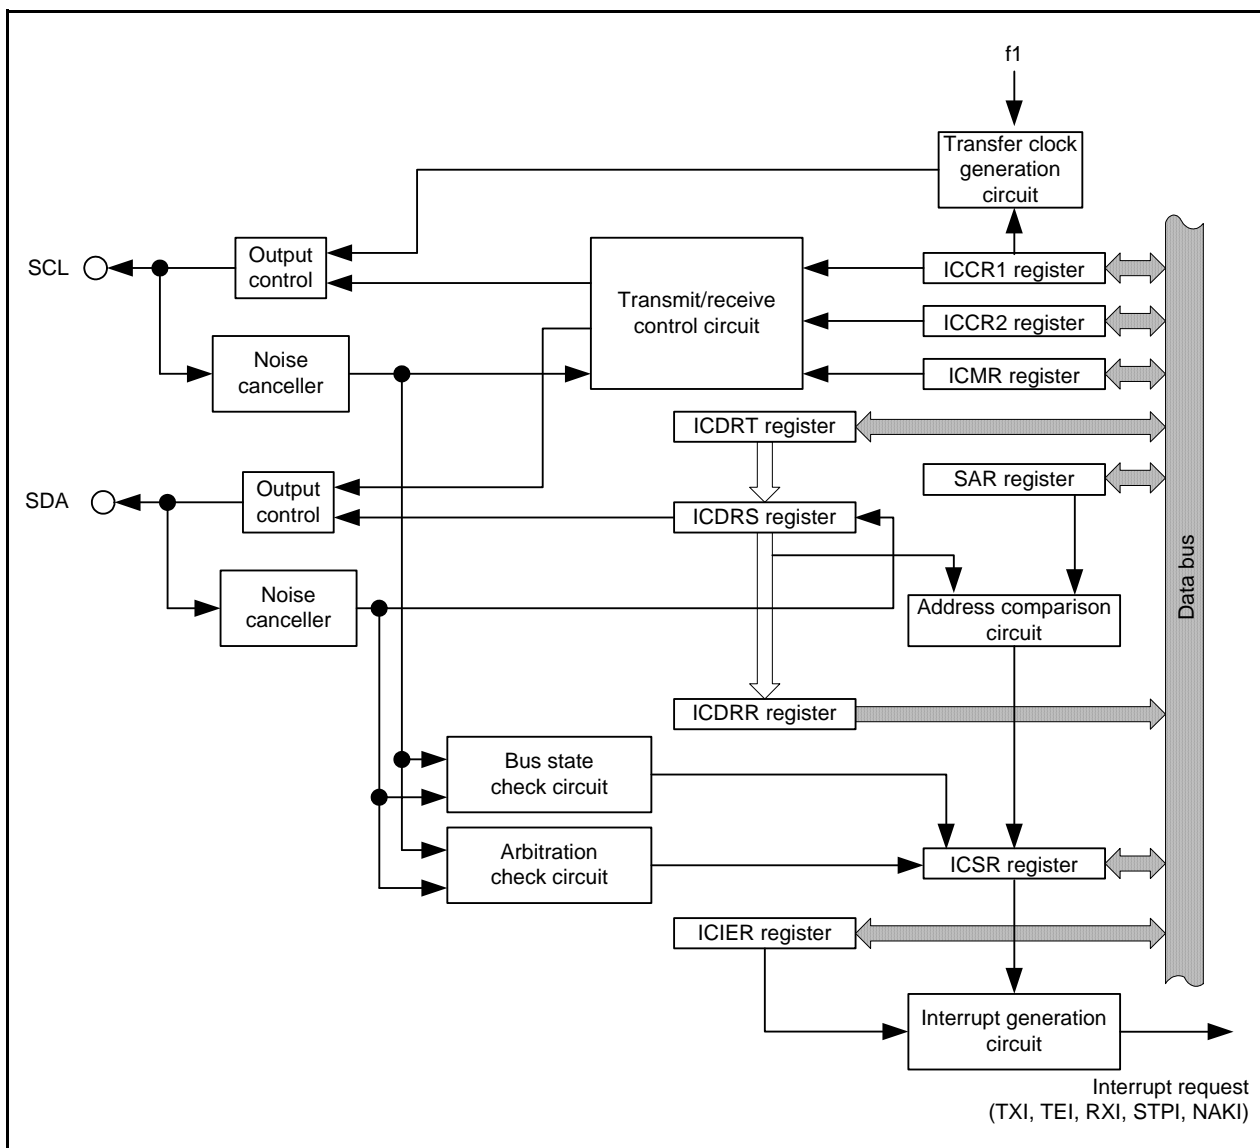 f1
Transfer clock
generation
circuit
SCL
Output
control
Transmit/receive
control circuit
ICCR1 register
ICCR2 register
ICMR register
Noise
canceller
ICDRT register
SAR register
SDA
Output
control
ICDRS register
Noise
canceller
Address comparison
circuit
Data bus
ICDRR register
Bus state
check circuit
Arbitration
check circuit
ICSR register
ICIER register
Interrupt generation
circuit
Interrupt request
(TXI, TEI, RXI, STPI, NAKI)